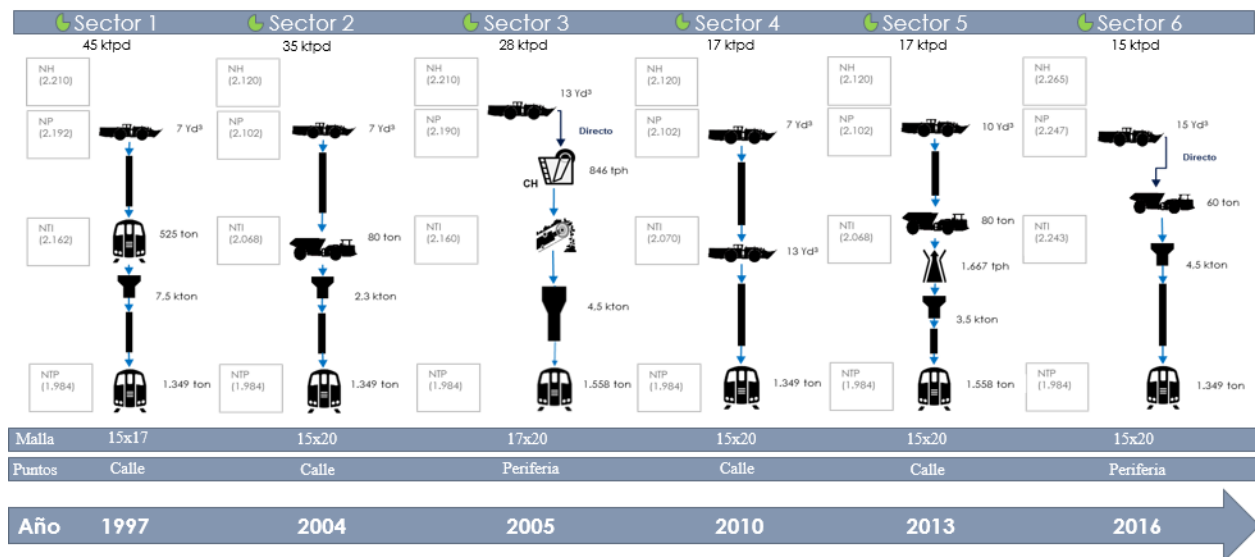 Sector 1
Sector 2
Sector 3
Sector 4
Sector 5
Sector 6
45 ktpd
35 ktpd
28 ktpd
17 ktpd
17 ktpd
15 ktpd
NH
(2.210)
NP
(2.192)
7 Yd³
NTI
(2.162)
525 ton
7,5 kton
NTP
(1.984)
1.349 ton
NH
(2.120)
NP
(2.102)
7 Yd³
NTI
(2.068)
80 ton
2,3 kton
NTP
(1.984)
1.349 ton
NH
(2.210)
13 Yd³
NP
(2.190)
Directo
CH
846 tph
NTI
(2.160)
4,5 kton
NTP
(1.984)
1.558 ton
NH
(2.120)
NP
(2.102)
7 Yd³
NTI
(2.070)
13 Yd³
NTP
(1.984)
1.349 ton
NH
(2.120)
NP
(2.102)
10 Yd³
NTI
(2.068)
80 ton
1.667 tph
3,5 kton
NTP
(1.984)
1.558 ton
NH
(2.265)
NP
(2.247)
15 Yd³
Directo
60 ton
NTI
(2.243)
4,5 kton
NTP
(1.984)
1.349 ton
Malla 15x17 15x20 17x20 15x20 15x20 15x20
Puntos Calle Calle Periferia Calle Calle Periferia
Año 1997 2004 2005 2010 2013 2016